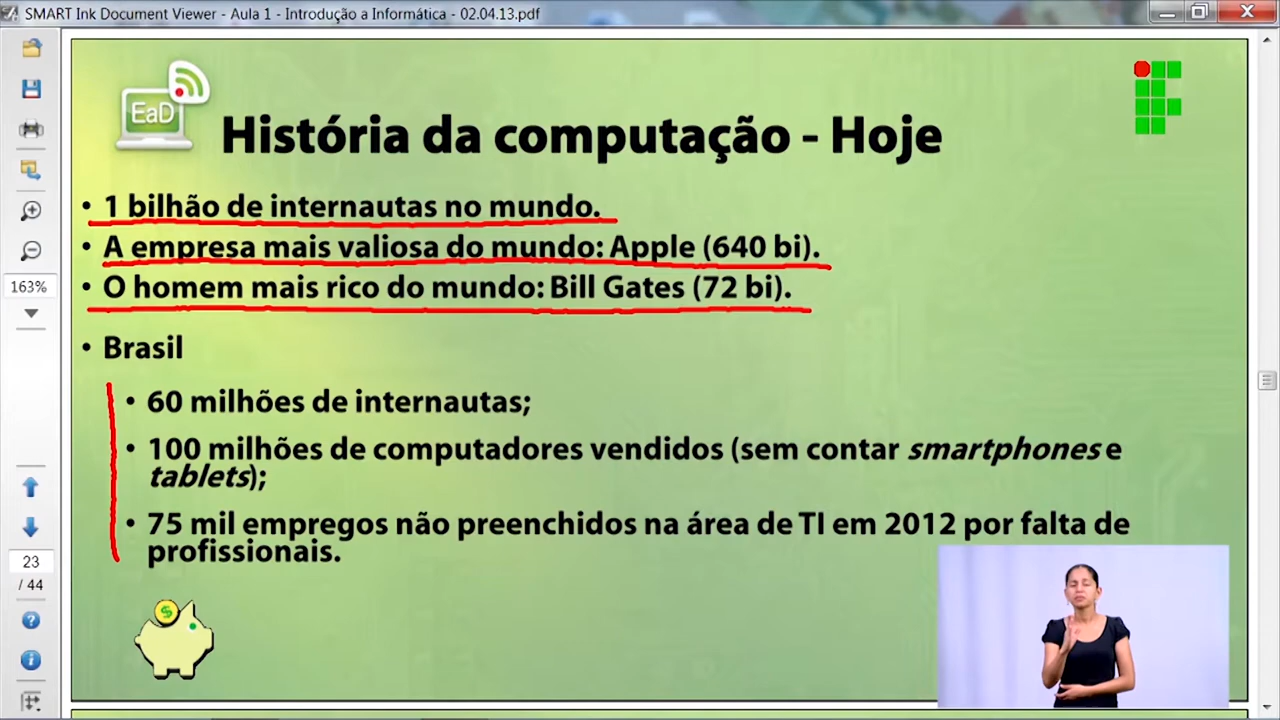 SMART Ink Document Viewer - Aula 1 - Introdução a Informática - 02.04.13.pdf
EaD
História da computação - Hoje
• 1 bilhão de internautas no mundo.
• A empresa mais valiosa do mundo: Apple (640 bi).
• O homem mais rico do mundo: Bill Gates (72 bi).
• Brasil
• 60 milhões de internautas;
• 100 milhões de computadores vendidos (sem contar smartphones e
tablets);
• 75 mil empregos não preenchidos na área de TI em 2012 por falta de
profissionais.
163%
23
/ 44
$